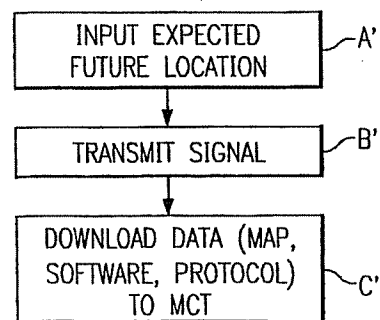 INPUT EXPECTED
FUTURE LOCATION
A'
TRANSMIT SIGNAL
B'
DOWNLOAD DATA (MAP,
SOFTWARE, PROTOCOL)
TO MCT
C'